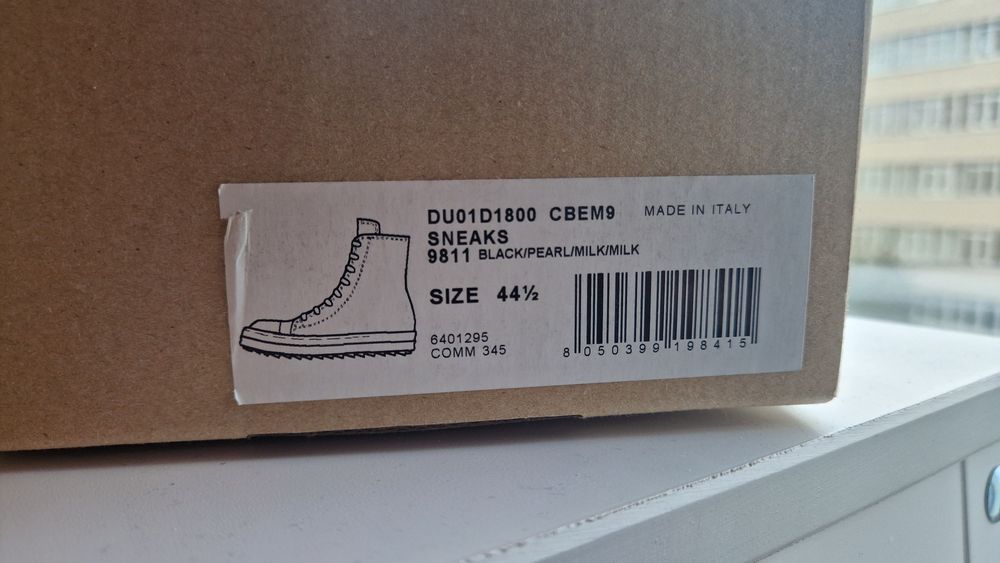 DU01D1800 CBEM9 MADE IN ITALY
SNEAKS
9811 BLACK/PEARL/MILK/MILK
SIZE 44½
6401295
COMM 345
8 050399 198415